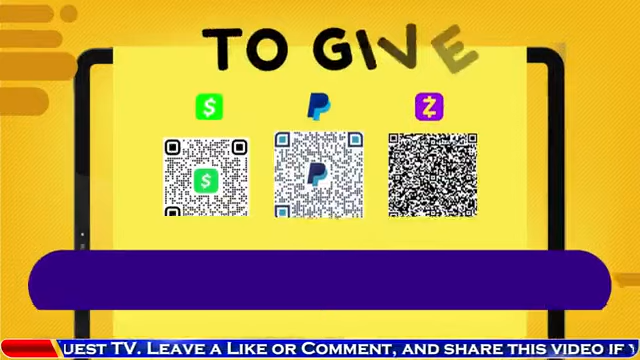 TO GIVE
UEST TV. LEAVE A LIKE OR COMMENT, AND SHARE THIS VIDEO IF